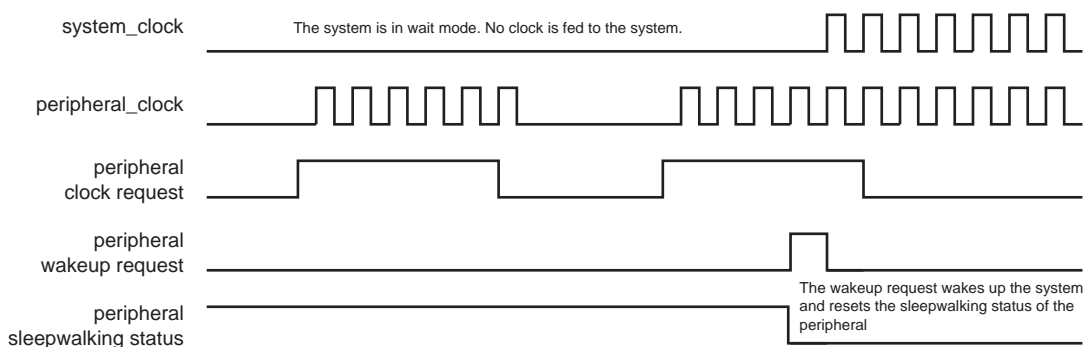 system_clock
The system is in wait mode. No clock is fed to the system.
peripheral_clock
peripheral
clock request
peripheral
wakeup request
The wakeup request wakes up the system
and resets the sleepwalking status of the
peripheral
peripheral
sleepwalking status